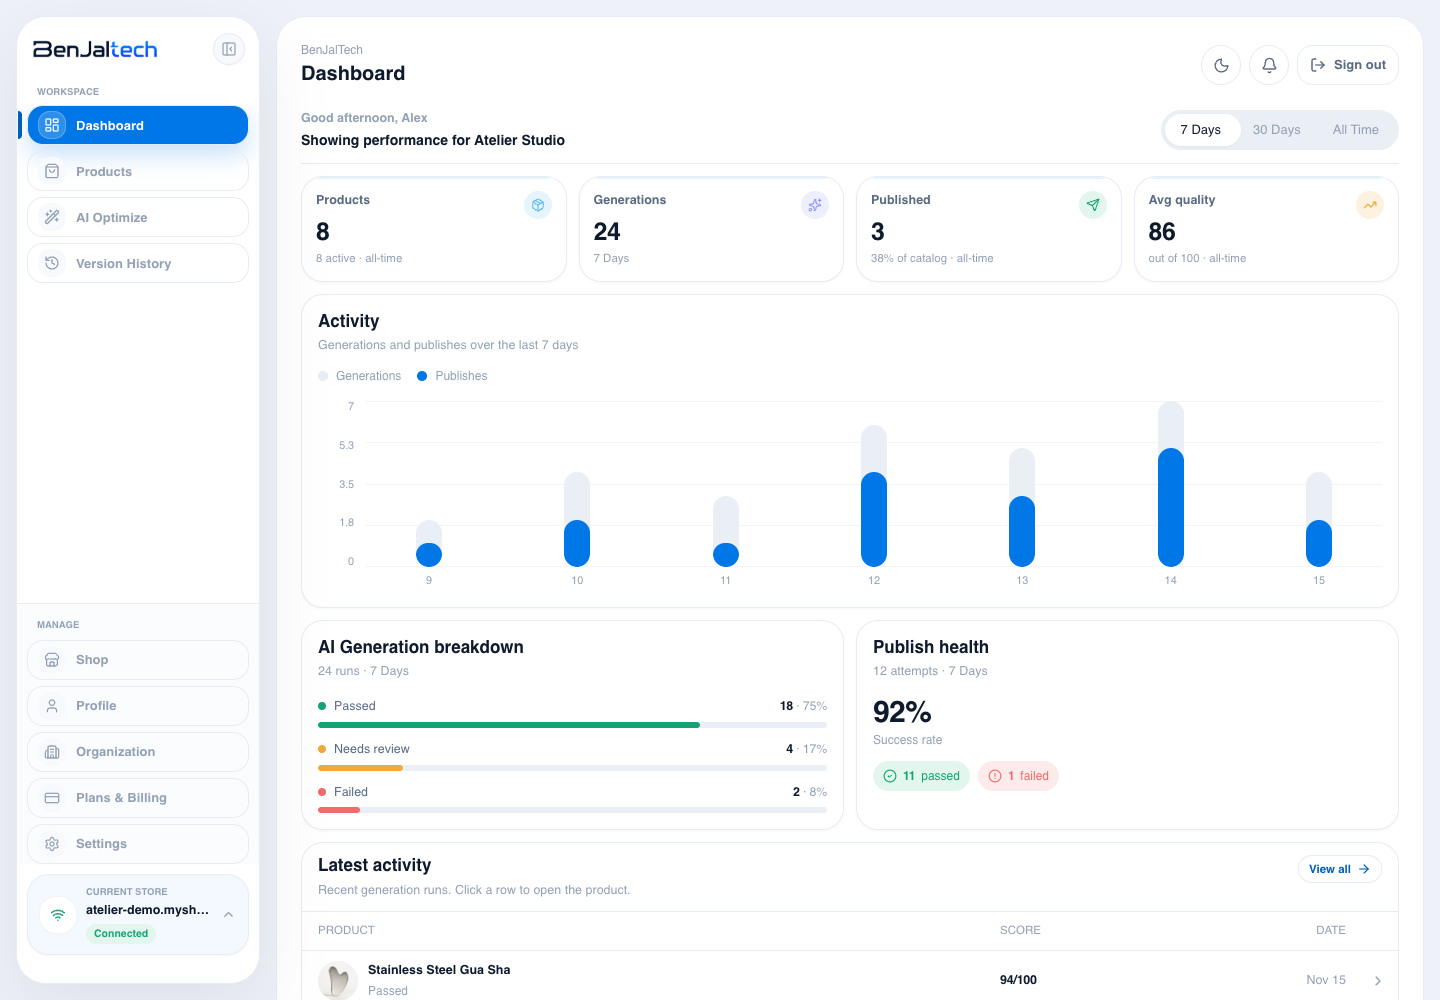 BenJaltech
WORKSPACE
Dashboard
Products
AI Optimize
Version History
MANAGE
Shop
Profile
Organization
Plans & Billing
Settings
CURRENT STORE
atelier-demo.mysh...
Connected
BenJalTech
Dashboard
Sign out
Good afternoon, Alex
Showing performance for Atelier Studio
7 Days
30 Days
All Time
Products
8
8 active · all-time
Generations
24
7 Days
Published
3
38% of catalog · all-time
Avg quality
86
out of 100 · all-time
Activity
Generations and publishes over the last 7 days
Generations
Publishes
7
5.3
3.5
1.8
0
9
10
11
12
13
14
15
AI Generation breakdown
24 runs · 7 Days
Passed
18 · 75%
Needs review
4 · 17%
Failed
2 · 8%
Publish health
12 attempts · 7 Days
92%
Success rate
11 passed
1 failed
Latest activity
Recent generation runs. Click a row to open the product.
View all
PRODUCT
SCORE
DATE
Stainless Steel Gua Sha
Passed
94/100
Nov 15